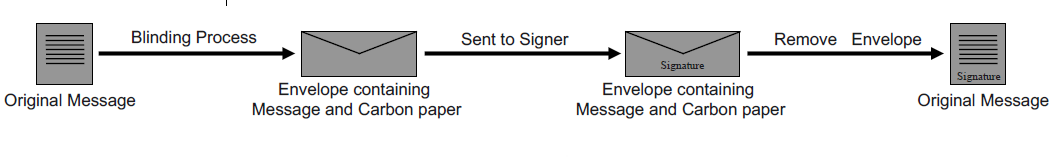 Blinding Process
Sent to Signer
Remove Envelope
Signature
Signature
Original Message
Envelope containing
Message and Carbon paper
Envelope containing
Message and Carbon paper
Original Message